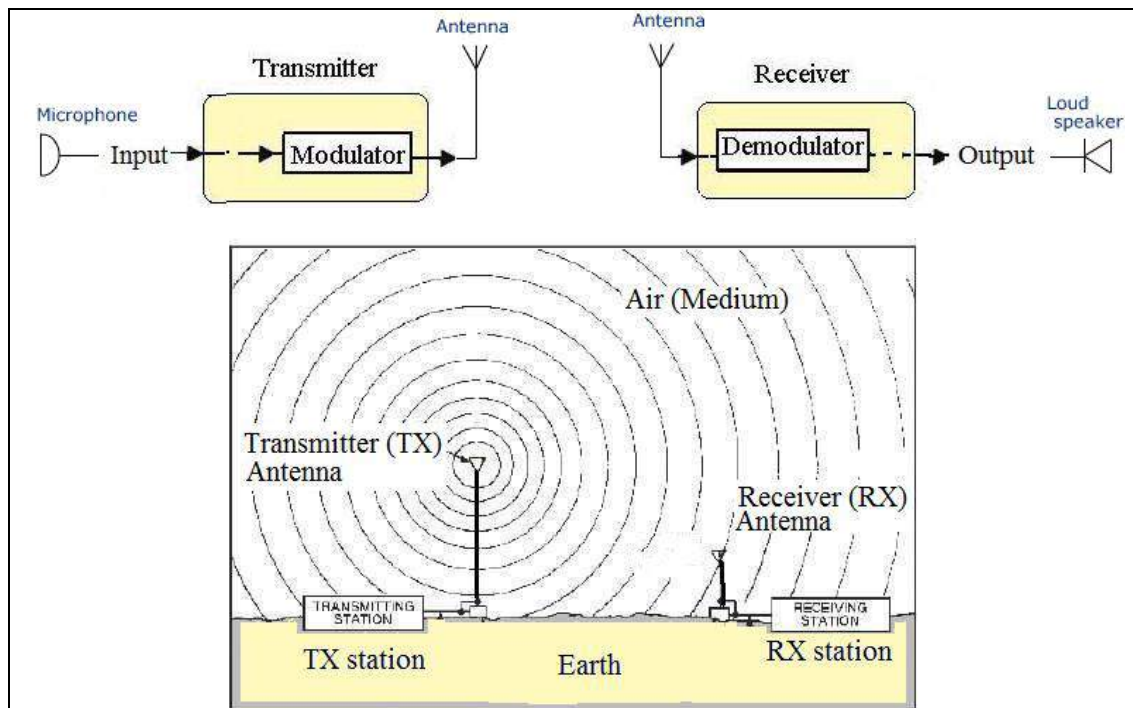 Antenna
Antenna
Transmitter
Receiver
Microphone
Loud
speaker
Input
Modulator
Demodulator
Output
Air (Medium)
Transmitter (TX)
Antenna
Receiver (RX)
Antenna
TRANSMITTING
STATION
RECEIVING
STATION
TX station
Earth
RX station